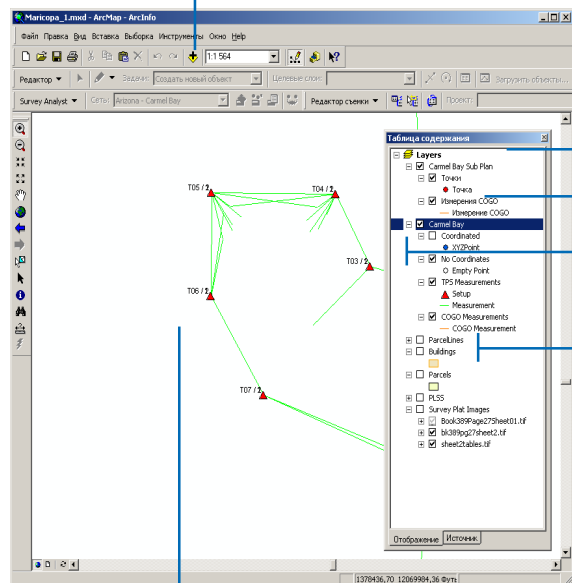 Maricopa_1.mxd - ArcMap - ArcInfo
Файл Правка Вид Вставка Выборка Инструменты Окно Help
1:1 564
Редактор Задачи: Создать новый объект Целевые слои: Загрузить объекты...
Survey Analyst Сеть: Arizona - Carmel Bay Редактор съемки Проект:
Таблица содержания
Layers
Carmel Bay Sub Plan
Точки
Точка
Измерения COGO
Измерение COGO
Carmel Bay
Coordinated
XYZPoint
No Coordinates
Empty Point
TPS Measurements
Setup
Measurement
COGO Measurements
COGO Measurement
ParcelLines
Buildings
Parcels
PLSS
Survey Plat Images
Book389Page27Sheet01.tif
bk389pg27sheet2.tif
sheet2tables.tif
Отображение Источник
T05 / 2
T04 / 2
T03 / 2
T06 / 2
T07 / 2
1378436,70 12069984,36 Футы